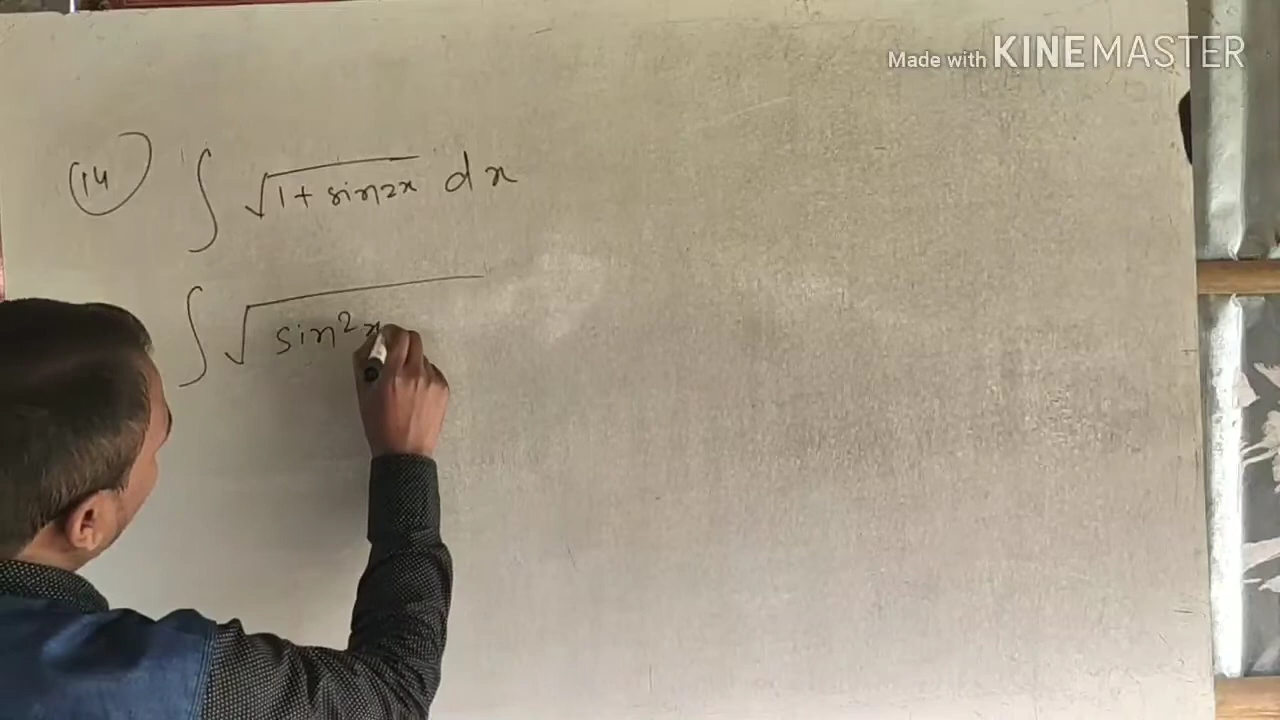 Made with KINEMASTER
(14) ∫ √1 + sin2x dx
∫ √sin²x